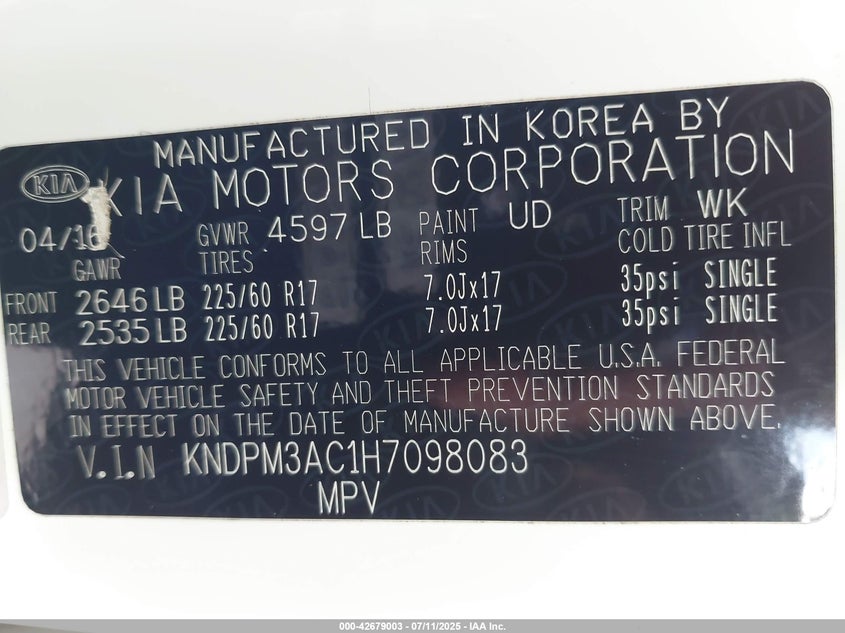 MANUFACTURED IN KOREA BY
KIA KIA MOTORS CORPORATION
04/16 GVWR 4597 LB PAINT UD TRIM WK
GAWR TIRES RIMS COLD TIRE INFL
FRONT 2646 LB 225/60 R17 7.0Jx17 35psi SINGLE
REAR 2535 LB 225/60 R17 7.0Jx17 35psi SINGLE
THIS VEHICLE CONFORMS TO ALL APPLICABLE U.S.A. FEDERAL
MOTOR VEHICLE SAFETY AND THEFT PREVENTION STANDARDS
IN EFFECT ON THE DATE OF MANUFACTURE SHOWN ABOVE.
V.I.N KNDPM3AC1H7098083
MPV
000-42679003 - 07/11/2025 - IAA Inc.